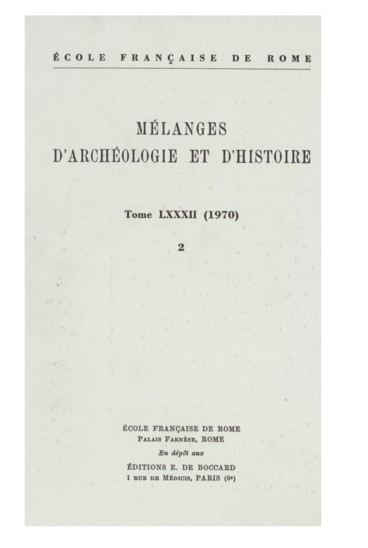 ÉCOLE FRANÇAISE DE ROME
MÉLANGES
D'ARCHÉOLOGIE ET D'HISTOIRE
Tome LXXXII (1970)
2
ÉCOLE FRANÇAISE DE ROME
Palais Farnèse, ROME
En dépôt aux
ÉDITIONS E. DE BOCCARD
1 rue de Médicis, PARIS (6e)